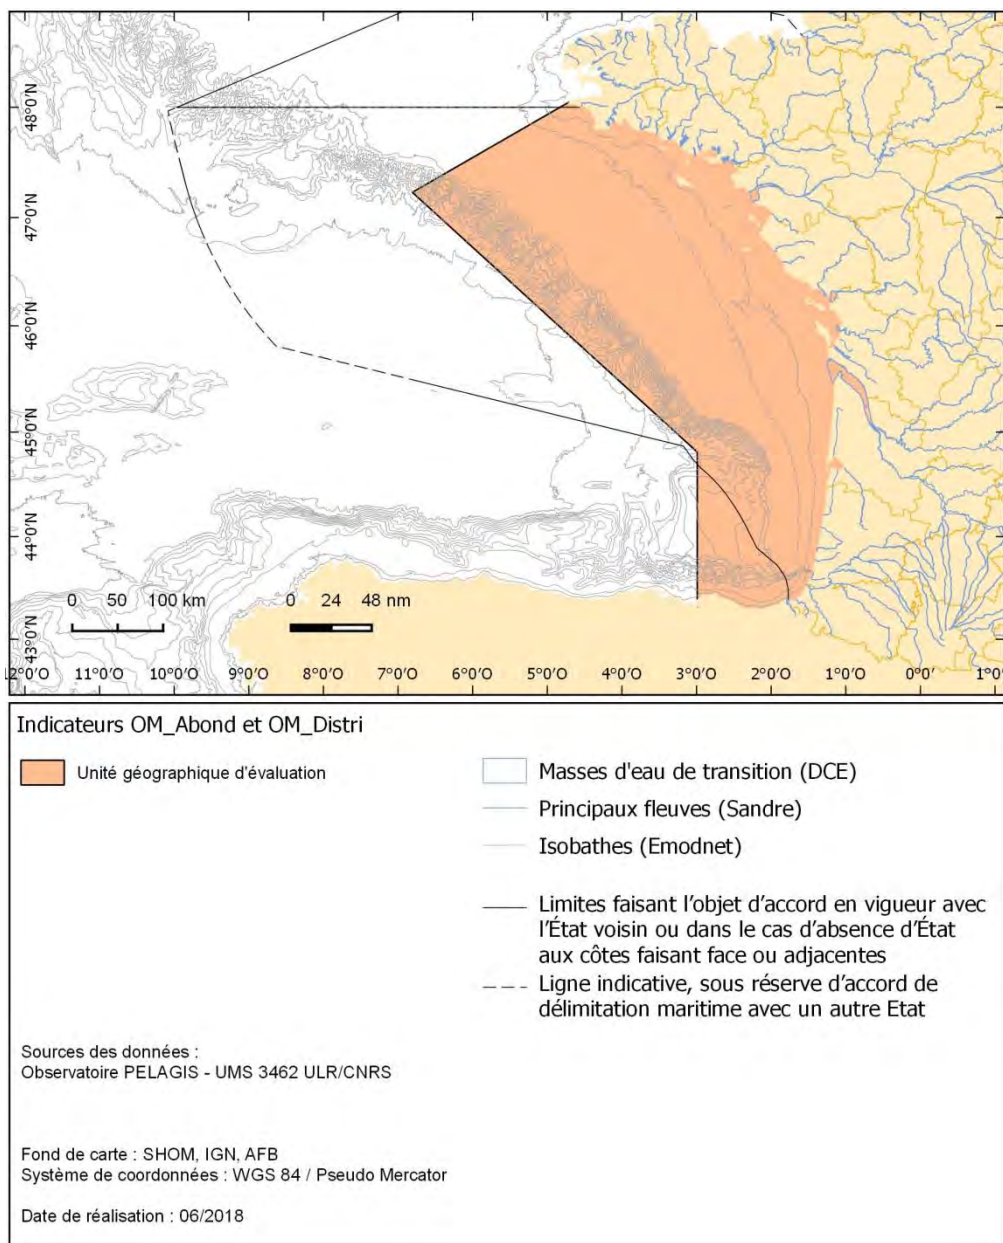 48°0'N
47°0'N
46°0'N
45°0'N
44°0'N
43°0'N
0 50 100 km
0 24 48 nm
12°0'O 11°0'O 10°0'O 9°0'O 8°0'O 7°0'O 6°0'O 5°0'O 4°0'O 3°0'O 2°0'O 1°0'O 0°0' 1°0'
Indicateurs OM_Abond et OM_Distri
Unité géographique d'évaluation
Masses d'eau de transition (DCE)
Principaux fleuves (Sandre)
Isobathes (Emodnet)
Limites faisant l'objet d'accord en vigueur avec
l'État voisin ou dans le cas d'absence d'État
aux côtes faisant face ou adjacentes
Ligne indicative, sous réserve d'accord de
délimitation maritime avec un autre Etat
Sources des données :
Observatoire PELAGIS - UMS 3462 ULR/CNRS
Fond de carte : SHOM, IGN, AFB
Système de coordonnées : WGS 84 / Pseudo Mercator
Date de réalisation : 06/2018